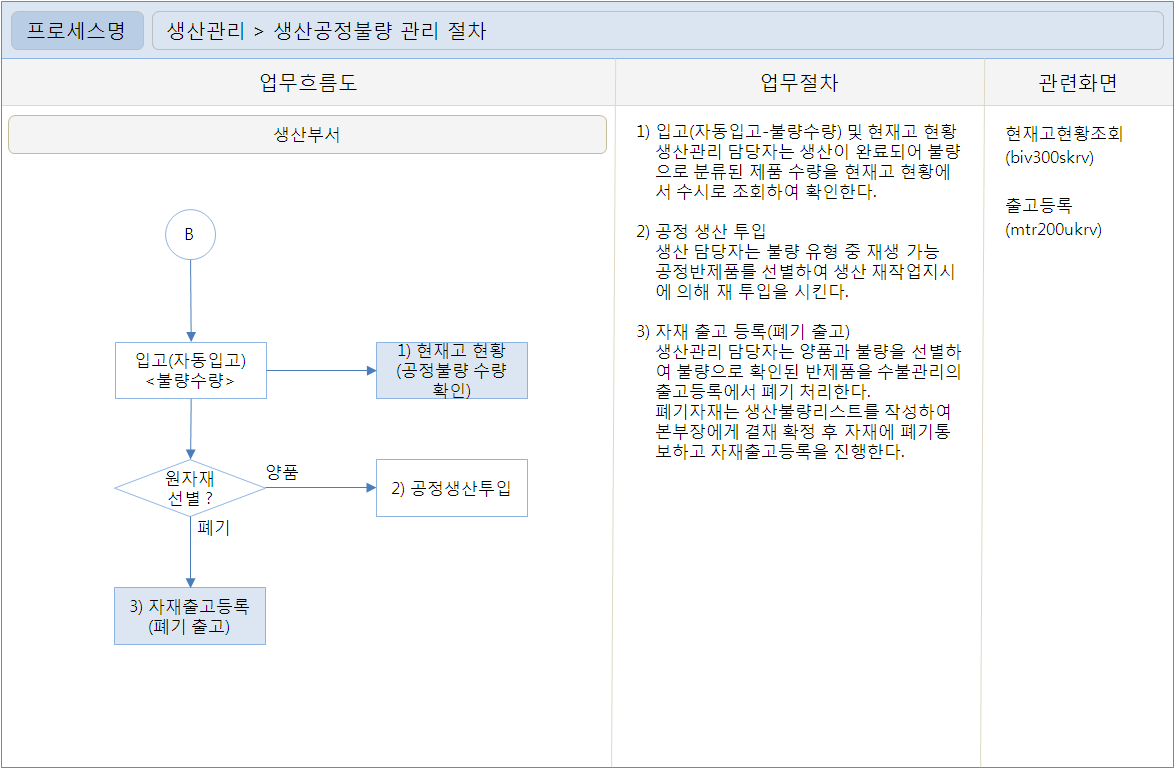 프로세스명
생산관리 > 생산공정불량 관리 절차
업무흐름도
업무절차
관련화면
생산부서
B
입고(자동입고)
<불량수량>
1) 현재고 현황
(공정불량 수량
확인)
원자재
선별 ?
양품
2) 공정생산투입
폐기
3) 자재출고등록
(폐기 출고)
1) 입고(자동입고-불량수량) 및 현재고 현황
생산관리 담당자는 생산이 완료되어 불량
으로 분류된 제품 수량을 현재고 현황에
서 수시로 조회하여 확인한다.
2) 공정 생산 투입
생산 담당자는 불량 유형 중 재생 가능
공정반제품를 선별하여 생산 재작업지시
에 의해 재 투입을 시킨다.
3) 자재 출고 등록(폐기 출고)
생산관리 담당자는 양품과 불량을 선별하
여 불량으로 확인된 반제품을 수불관리의
출고등록에서 폐기 처리한다.
폐기자재는 생산불량리스트를 작성하여
본부장에게 결재 확정 후 자재에 폐기통
보하고 자재출고등록을 진행한다.
현재고현황조회
(biv300skrv)
출고등록
(mtr200ukrv)